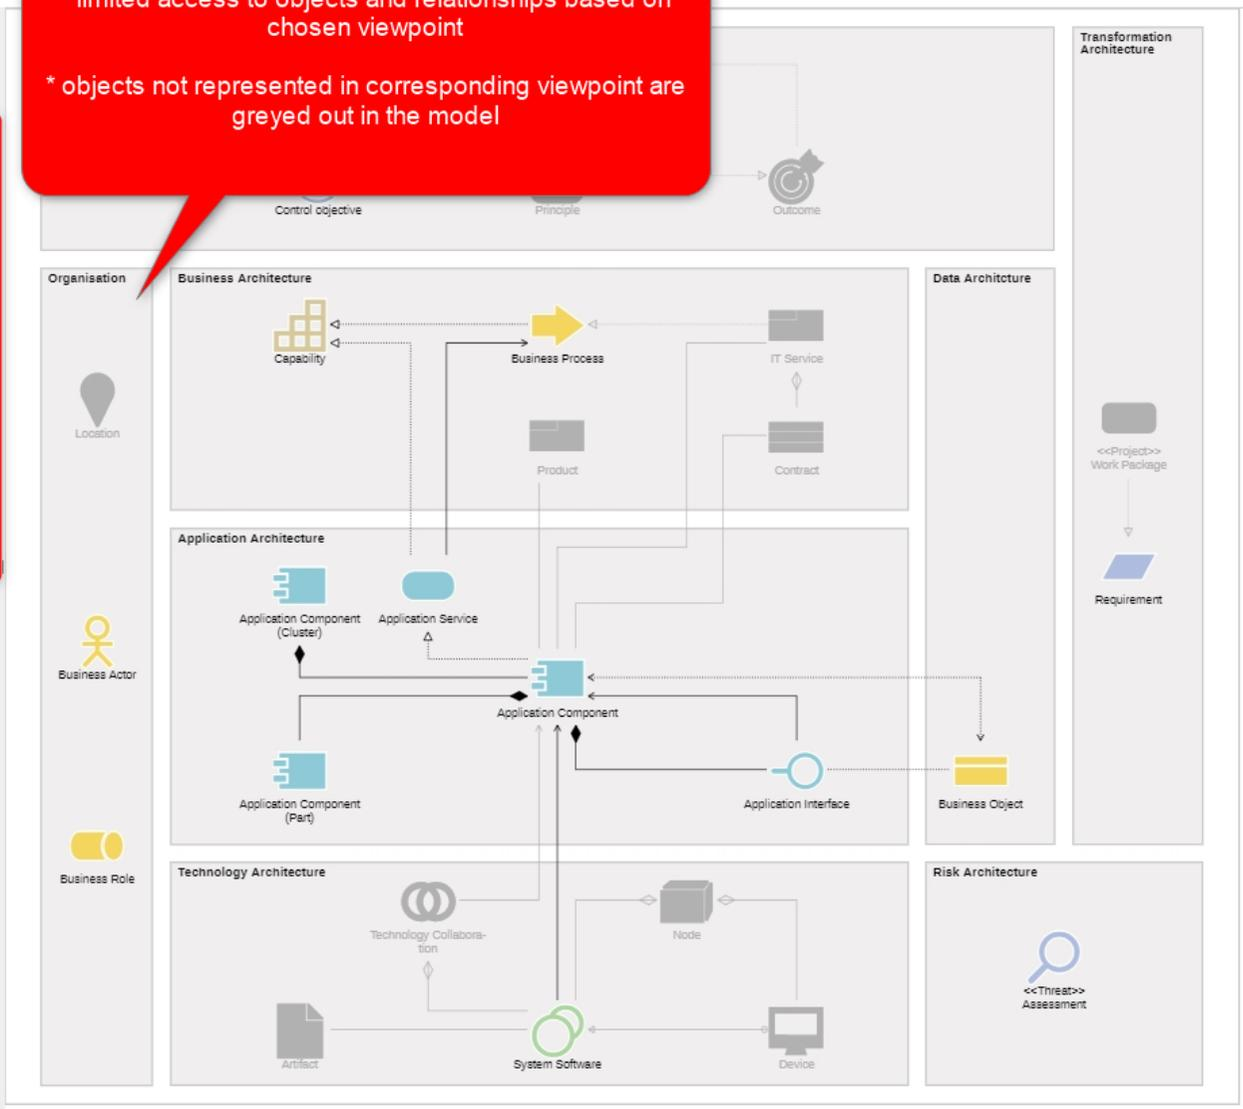 limited access to objects and relationships based on
chosen viewpoint
* objects not represented in corresponding viewpoint are
greyed out in the model
Transformation
Architecture
Control objective
Principle
Outcome
Organisation
Business Architecture
Data Architcture
Capability
Business Process
IT Service
Location
Product
Contract
<<Project>>
Work Package
Application Architecture
Application Component
(Cluster)
Application Service
Requirement
Business Actor
Application Component
Application Component
(Part)
Application Interface
Business Object
Business Role
Technology Architecture
Risk Architecture
Technology Collabora-
tion
Node
<<Threat>>
Assessment
Artifact
System Software
Device